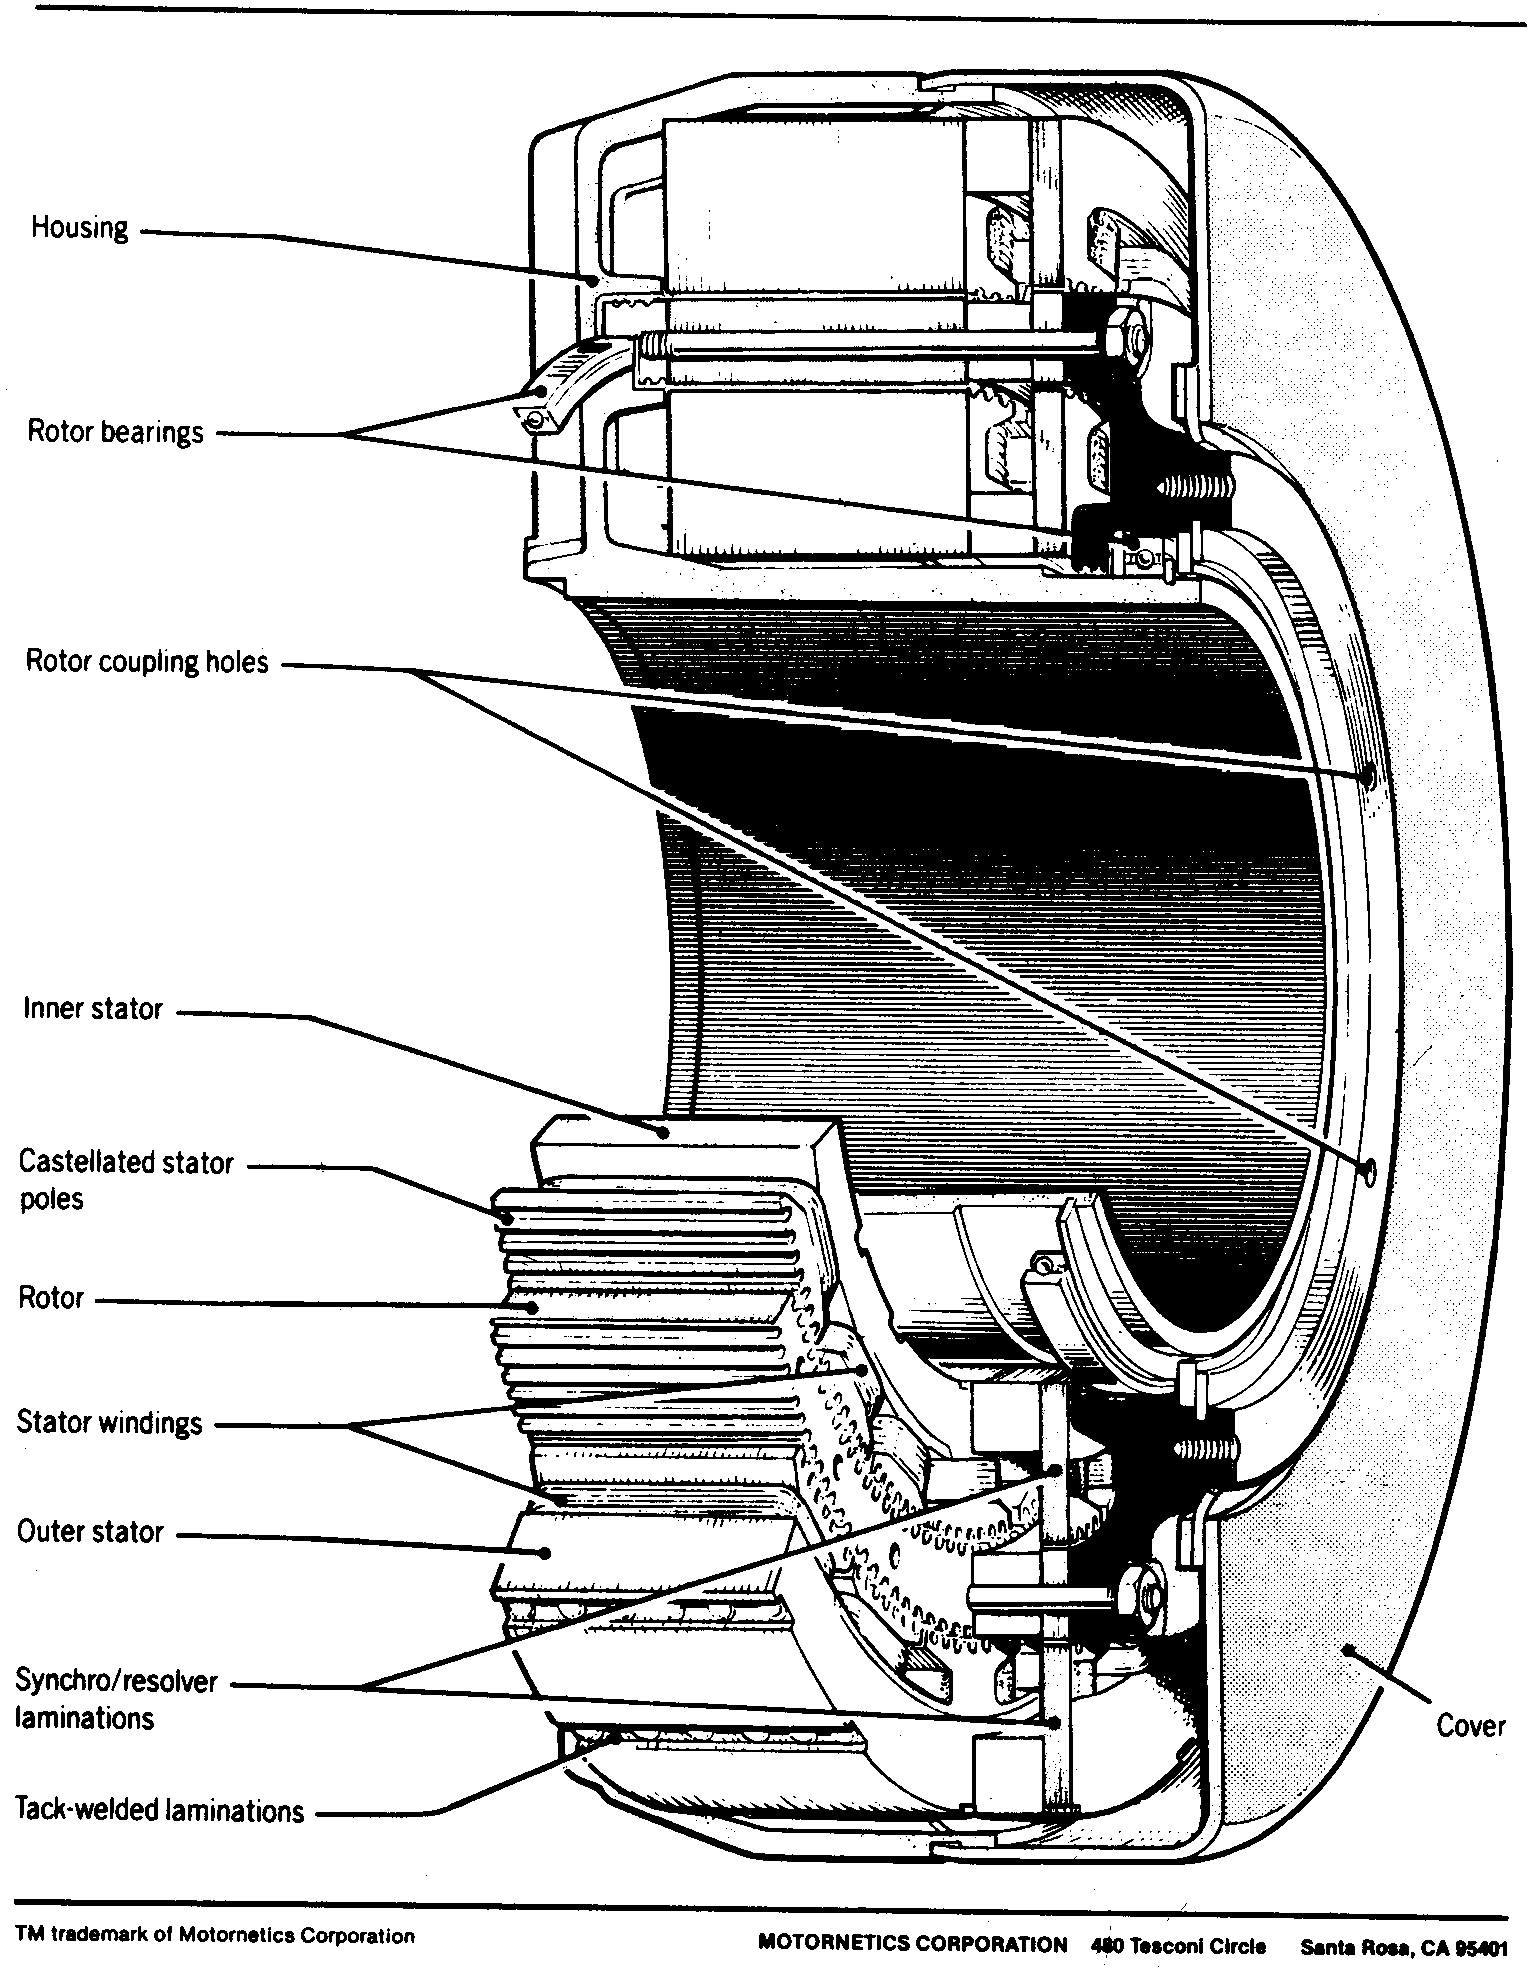 Housing
Rotor bearings
Rotor coupling holes
Inner stator
Castellated stator
poles
Rotor
Stator windings
Outer stator
Synchro/resolver
laminations
Cover
Tack-welded laminations
TM trademark of Motornetics Corporation
MOTORNETICS CORPORATION 480 Tesconi Circle Santa Rosa, CA 95401